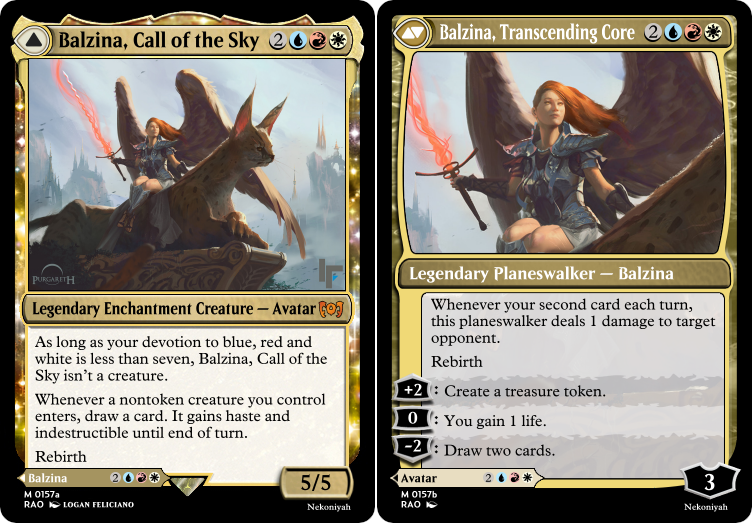 Balzina, Call of the Sky 2
PURGARETH
Legendary Enchantment Creature — Avatar
As long as your devotion to blue, red and
white is less than seven, Balzina, Call of the
Sky isn't a creature.
Whenever a nontoken creature you control
enters, draw a card. It gains haste and
indestructible until end of turn.
Rebirth
Balzina 2
5/5
M 0157a
RAO LOGAN FELICIANO
Nekoniyah
Balzina, Transcending Core 2
Legendary Planeswalker — Balzina
Whenever your second card each turn,
this planeswalker deals 1 damage to target
opponent.
Rebirth
+2 : Create a treasure token.
0 : You gain 1 life.
−2 : Draw two cards.
Avatar 2
3
M 0157b
RAO
Nekoniyah